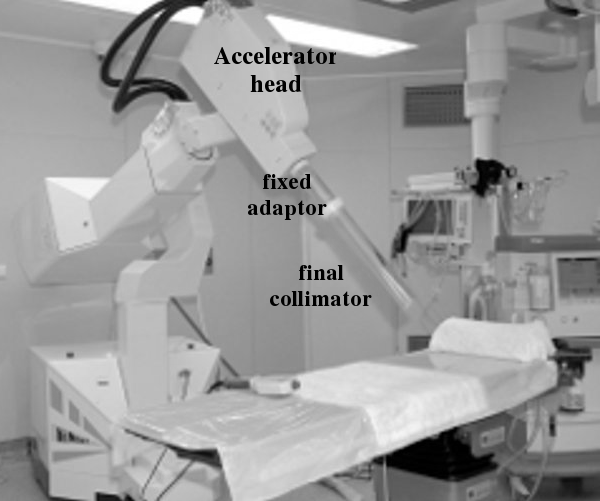 Accelerator
head
fixed
adaptor
final
collimator